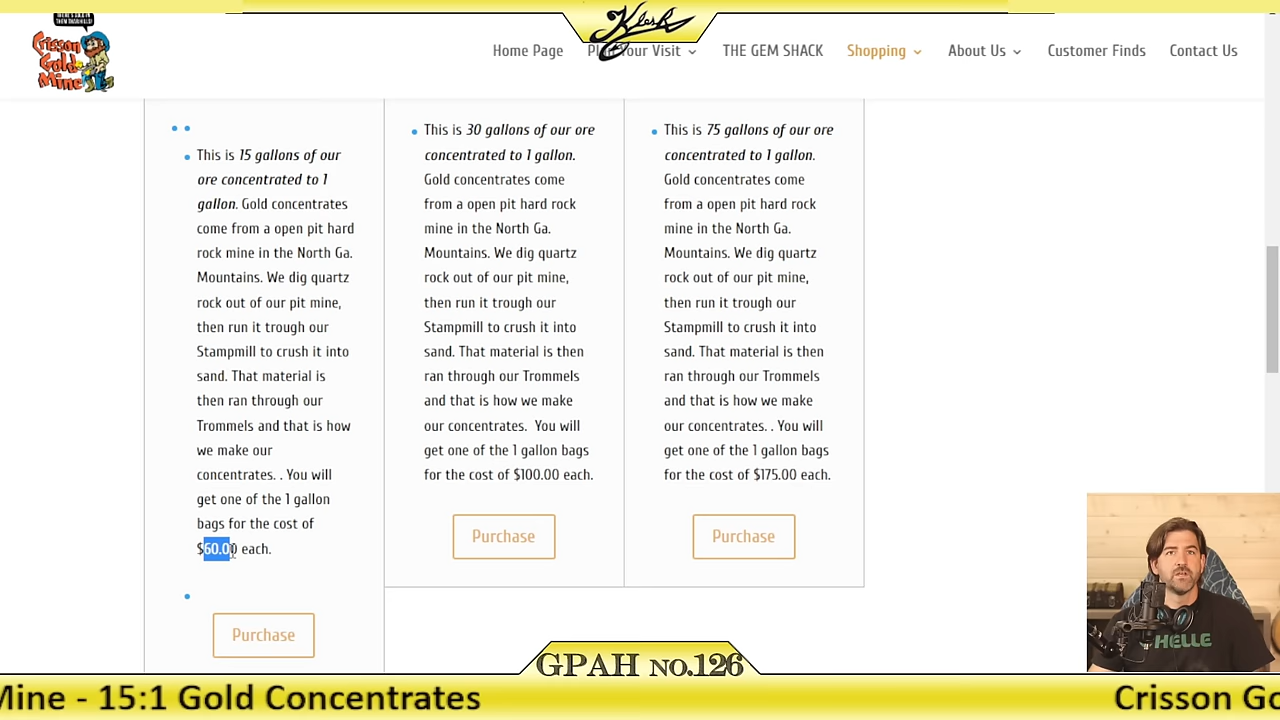 THERE'S GOLD IN
THEM THAR HILLS!
Crisson
Gold
Mine
Klesh
Home Page
Plan Your Visit
THE GEM SHACK
Shopping
About Us
Customer Finds
Contact Us
This is 15 gallons of our
ore concentrated to 1
gallon. Gold concentrates
come from a open pit hard
rock mine in the North Ga.
Mountains. We dig quartz
rock out of our pit mine,
then run it trough our
Stampmill to crush it into
sand. That material is
then ran through our
Trommels and that is how
we make our
concentrates. . You will
get one of the 1 gallon
bags for the cost of
$60.00 each.
Purchase
This is 30 gallons of our ore
concentrated to 1 gallon.
Gold concentrates come
from a open pit hard rock
mine in the North Ga.
Mountains. We dig quartz
rock out of our pit mine,
then run it trough our
Stampmill to crush it into
sand. That material is then
ran through our Trommels
and that is how we make
our concentrates.  You will
get one of the 1 gallon bags
for the cost of $100.00 each.
Purchase
This is 75 gallons of our ore
concentrated to 1 gallon.
Gold concentrates come
from a open pit hard rock
mine in the North Ga.
Mountains. We dig quartz
rock out of our pit mine,
then run it trough our
Stampmill to crush it into
sand. That material is then
ran through our Trommels
and that is how we make
our concentrates. . You will
get one of the 1 gallon bags
for the cost of $175.00 each.
Purchase
HELLE
GPAH NO.126
Mine - 15:1 Gold Concentrates
Crisson Go